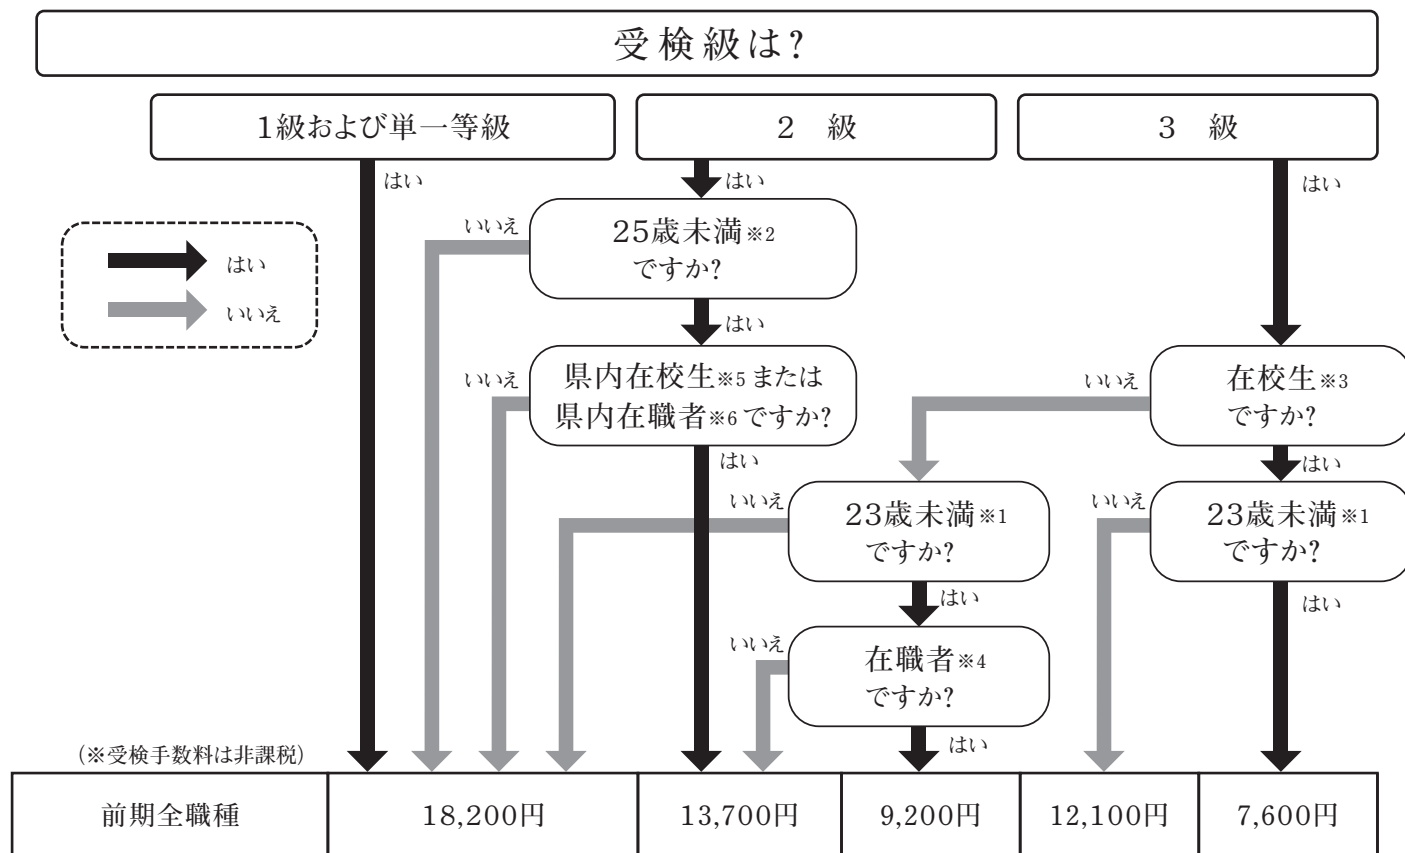 受検級は?
1級および単一等級
2 級
3 級
はい
はい
はい
はい
いいえ
いいえ
25歳未満※2
ですか?
はい
いいえ
県内在校生※5 または
県内在職者※6 ですか?
いいえ
在校生※3
ですか?
はい
はい
いいえ
23歳未満※1
ですか?
いいえ
23歳未満※1
ですか?
はい
はい
いいえ
在職者※4
ですか?
はい
(※受検手数料は非課税)
前期全職種
18,200円
13,700円
9,200円
12,100円
7,600円